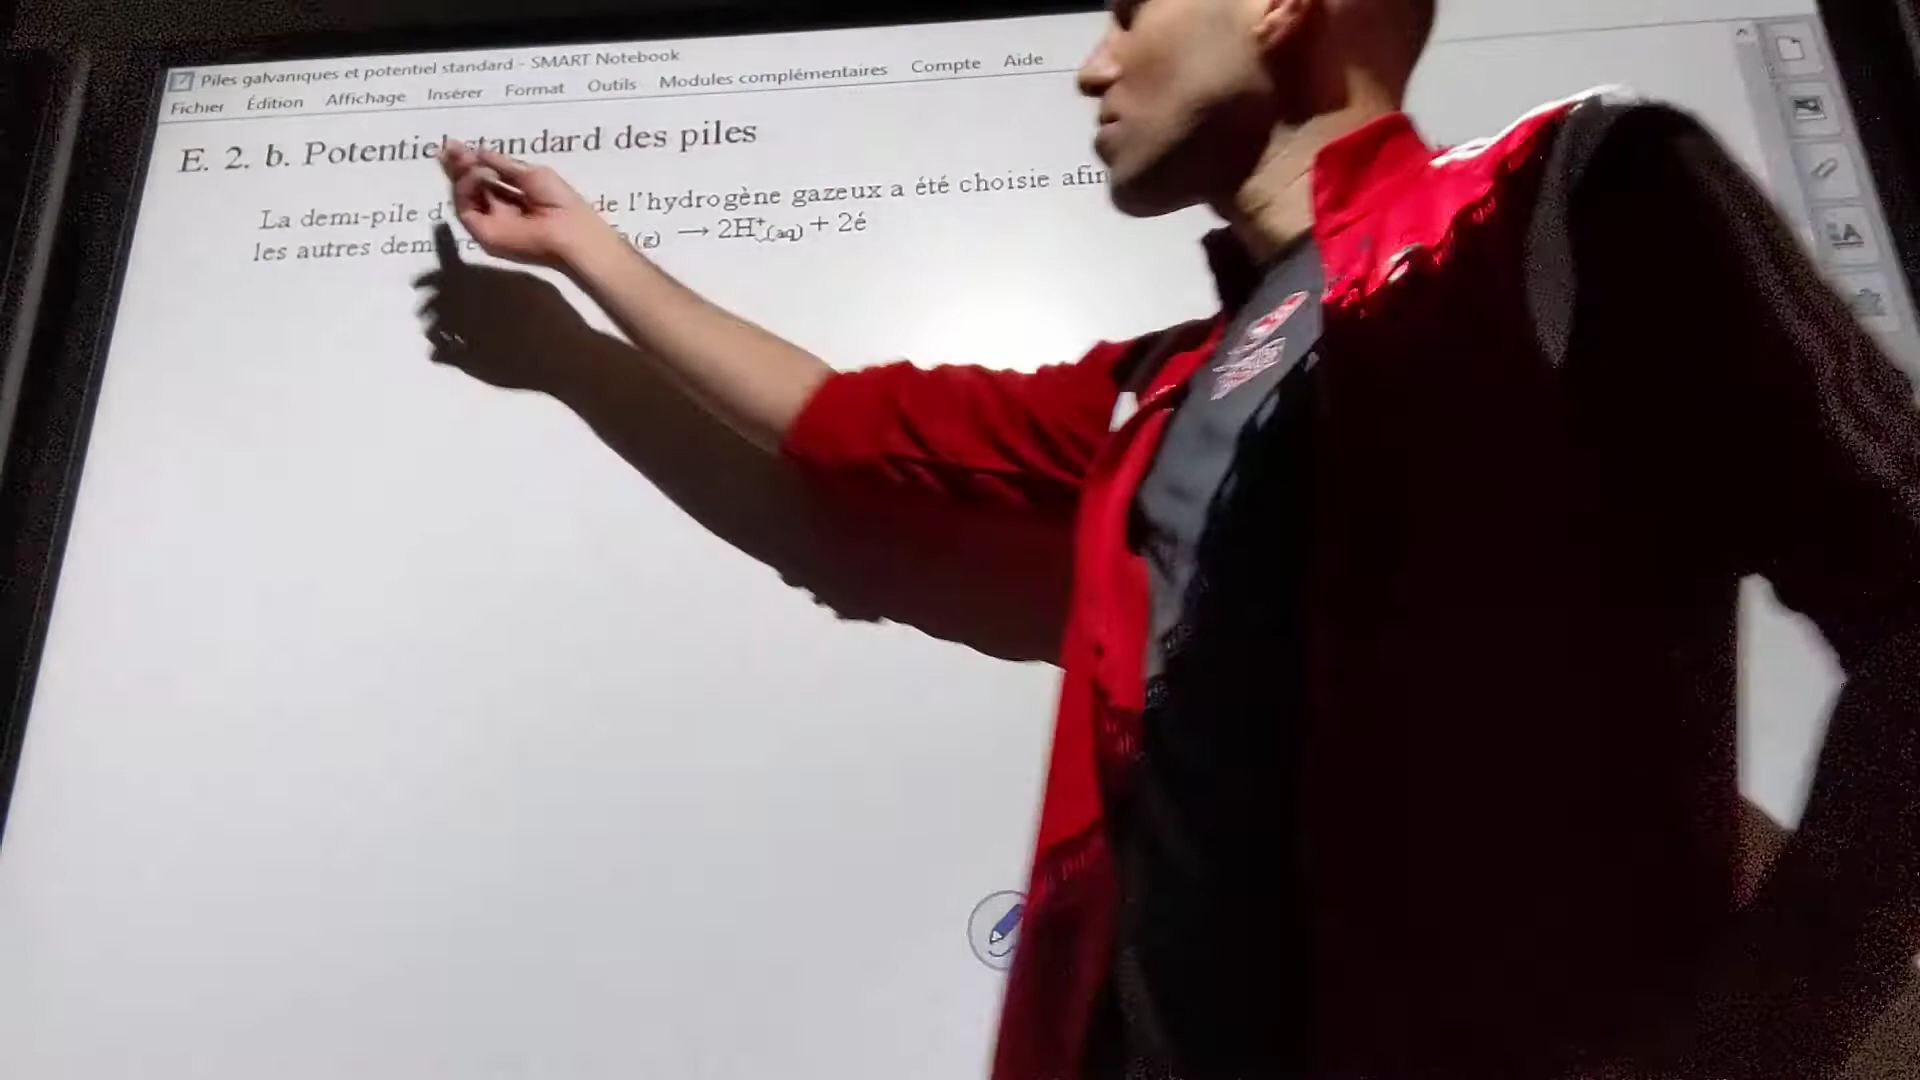 Piles galvaniques et potentiel standard - SMART Notebook
Fichier Édition Affichage Insérer Format Outils Modules complémentaires Compte Aide
E. 2. b. Potentiel standard des piles
La demi-pile d' de l'hydrogène gazeux a été choisie afin
les autres dem (g) → 2H⁺(aq) + 2é